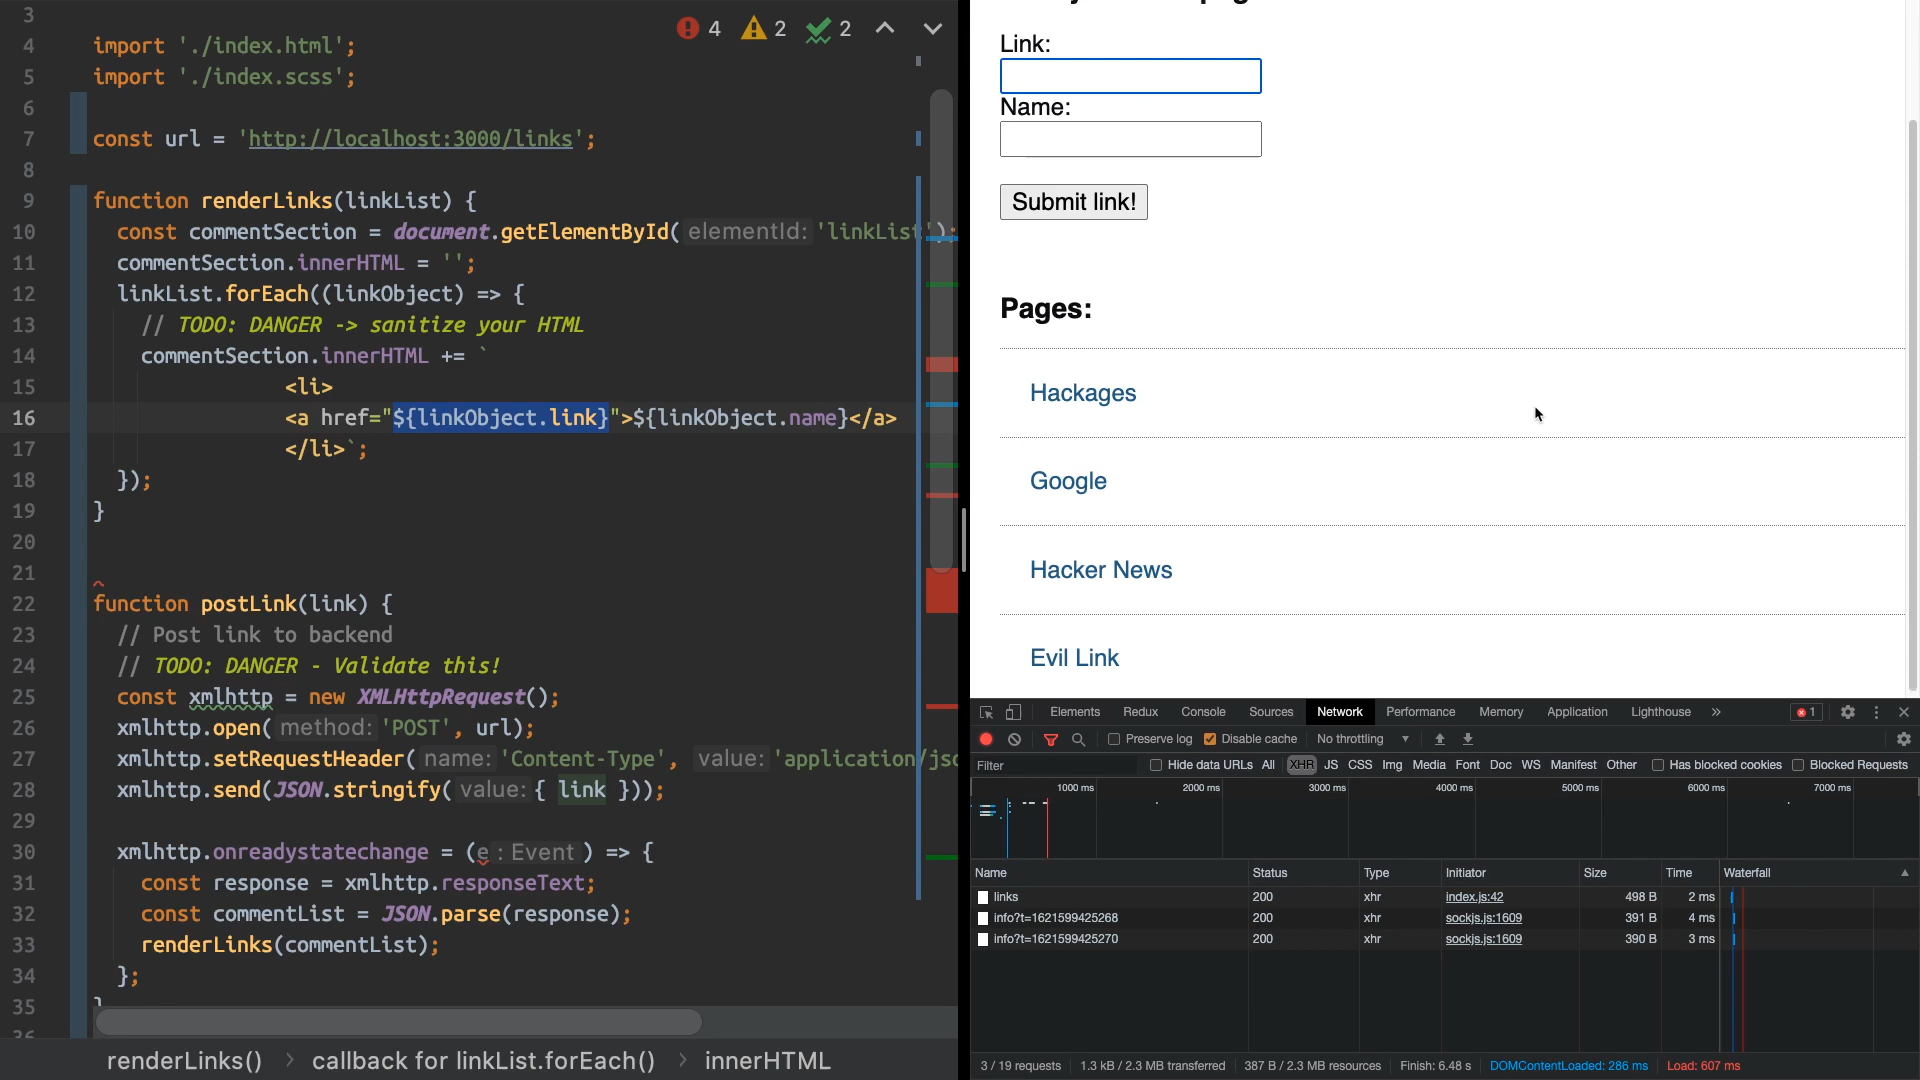 3
4 import './index.html';
5 import './index.scss';
6
7 const url = 'http://localhost:3000/links';
8
9 function renderLinks(linkList) {
10 const commentSection = document.getElementById( elementId: 'linkList');
11 commentSection.innerHTML = '';
12 linkList.forEach((linkObject) => {
13 // TODO: DANGER -> sanitize your HTML
14 commentSection.innerHTML += `
15 <li>
16 <a href="${linkObject.link}">${linkObject.name}</a>
17 </li>`;
18 });
19 }
20
21
22 function postLink(link) {
23 // Post link to backend
24 // TODO: DANGER - Validate this!
25 const xmlhttp = new XMLHttpRequest();
26 xmlhttp.open( method: 'POST', url);
27 xmlhttp.setRequestHeader( name: 'Content-Type', value: 'application/jsc
28 xmlhttp.send(JSON.stringify( value: { link }));
29
30 xmlhttp.onreadystatechange = (e : Event ) => {
31 const response = xmlhttp.responseText;
32 const commentList = JSON.parse(response);
33 renderLinks(commentList);
34 };
35 }
36
4 2 2
renderLinks() > callback for linkList.forEach() > innerHTML
Link:
Name:
Submit link!
Pages:
Hackages
Google
Hacker News
Evil Link
Elements Redux Console Sources Network Performance Memory Application Lighthouse » 1
Preserve log Disable cache No throttling
Filter Hide data URLs All XHR JS CSS Img Media Font Doc WS Manifest Other Has blocked cookies Blocked Requests
1000 ms 2000 ms 3000 ms 4000 ms 5000 ms 6000 ms 7000 ms
Name Status Type Initiator Size Time Waterfall
links 200 xhr index.js:42 498 B 2 ms
info?t=1621599425268 200 xhr sockjs.js:1609 391 B 4 ms
info?t=1621599425270 200 xhr sockjs.js:1609 390 B 3 ms
3 / 19 requests 1.3 kB / 2.3 MB transferred 387 B / 2.3 MB resources Finish: 6.48 s DOMContentLoaded: 286 ms Load: 607 ms